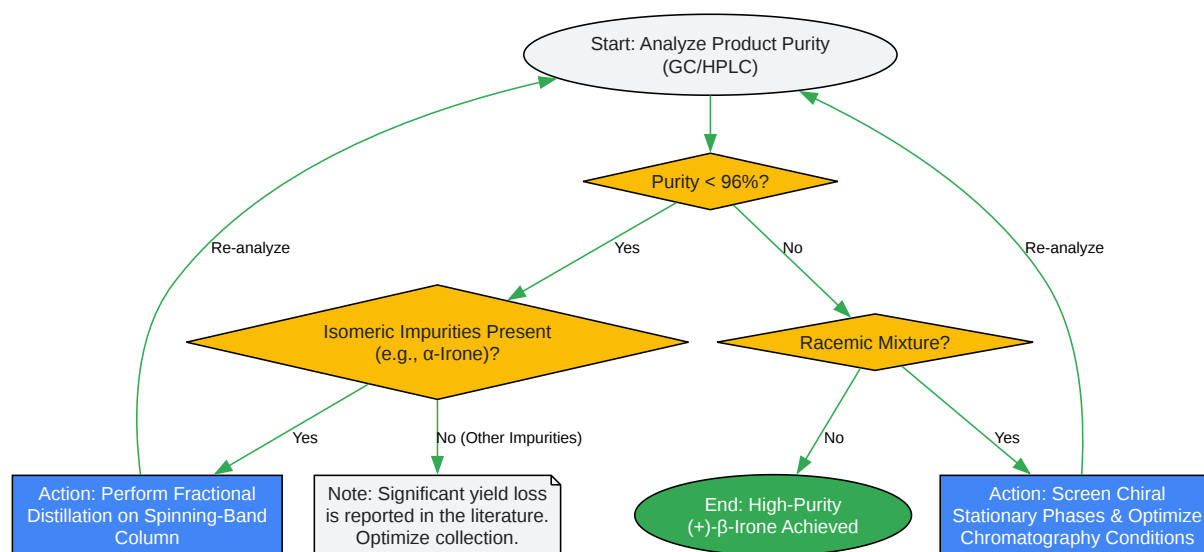 Start: Analyze Product Purity
(GC/HPLC)
Purity < 96%?
Re-analyze
Yes
No
Re-analyze
Isomeric Impurities Present
(e.g., α-Irone)?
Racemic Mixture?
Yes
No (Other Impurities)
No
Yes
Action: Perform Fractional
Distillation on Spinning-Band
Column
Note: Significant yield loss
is reported in the literature.
Optimize collection.
End: High-Purity
(+)-β-Irone Achieved
Action: Screen Chiral
Stationary Phases & Optimize
Chromatography Conditions